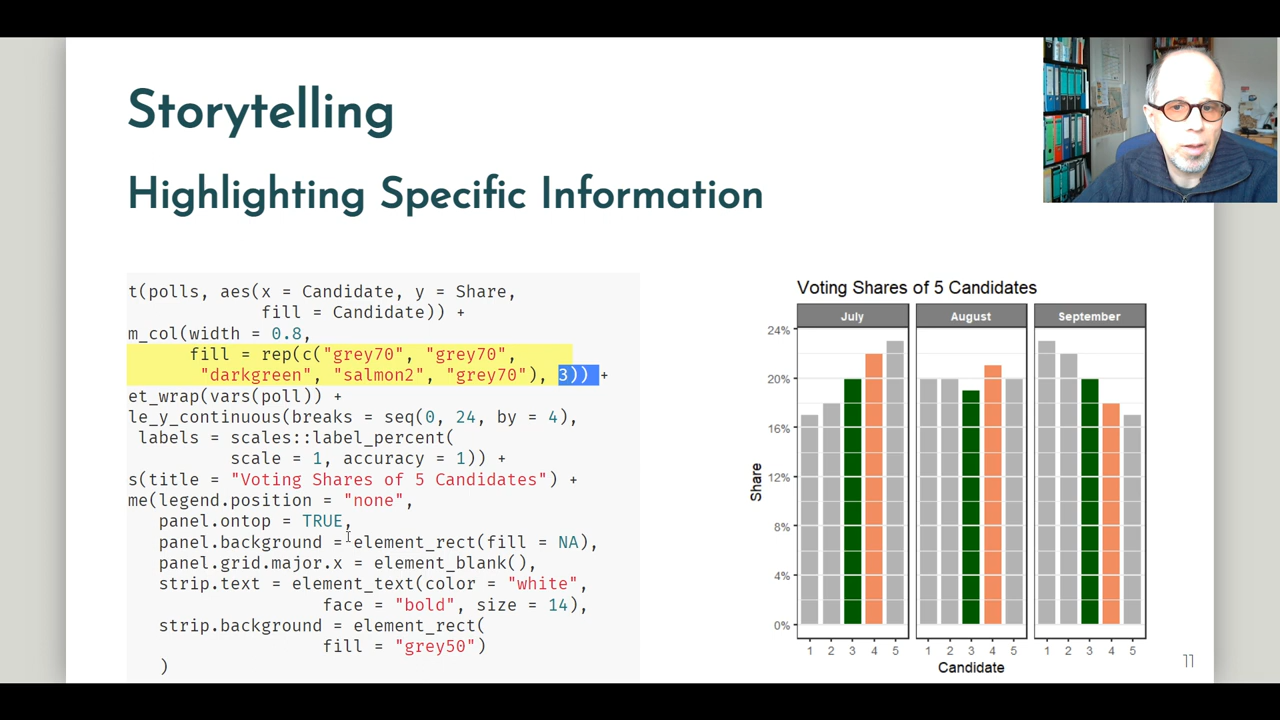 Storytelling
Highlighting Specific Information
t(polls, aes(x = Candidate, y = Share,
fill = Candidate)) +
m_col(width = 0.8,
fill = rep(c("grey70", "grey70",
"darkgreen", "salmon2", "grey70"), 3)) +
et_wrap(vars(poll)) +
le_y_continuous(breaks = seq(0, 24, by = 4),
labels = scales::label_percent(
scale = 1, accuracy = 1)) +
s(title = "Voting Shares of 5 Candidates") +
me(legend.position = "none",
panel.ontop = TRUE,
panel.background = element_rect(fill = NA),
panel.grid.major.x = element_blank(),
strip.text = element_text(color = "white",
face = "bold", size = 14),
strip.background = element_rect(
fill = "grey50")
)
Voting Shares of 5 Candidates
July August September
24%
20%
16%
12%
8%
4%
0%
Share
1 2 3 4 5 1 2 3 4 5 1 2 3 4 5
Candidate
11